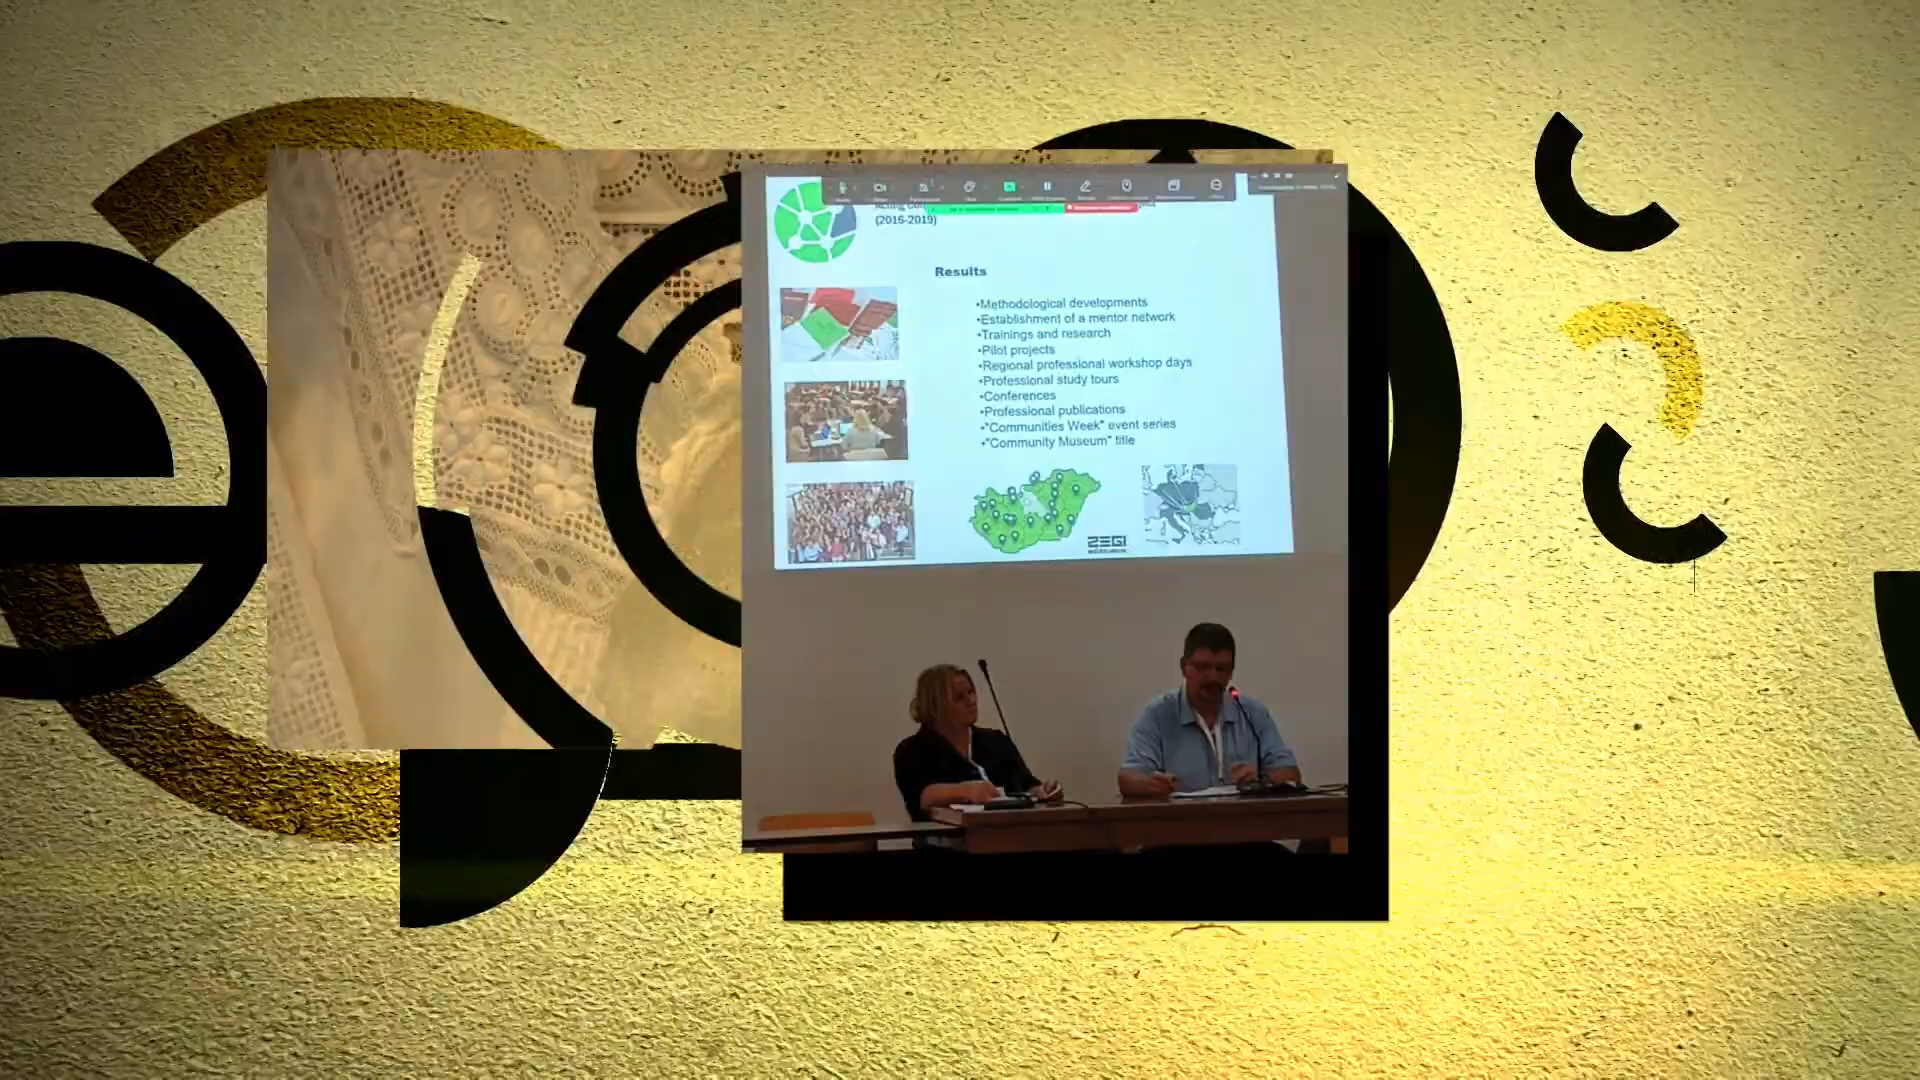 (2016-2019)
Results
•Methodological developments
•Establishment of a mentor network
•Trainings and research
•Pilot projects
•Regional professional workshop days
•Professional study tours
•Conferences
•Professional publications
•"Communities Week" event series
•"Community Museum" title